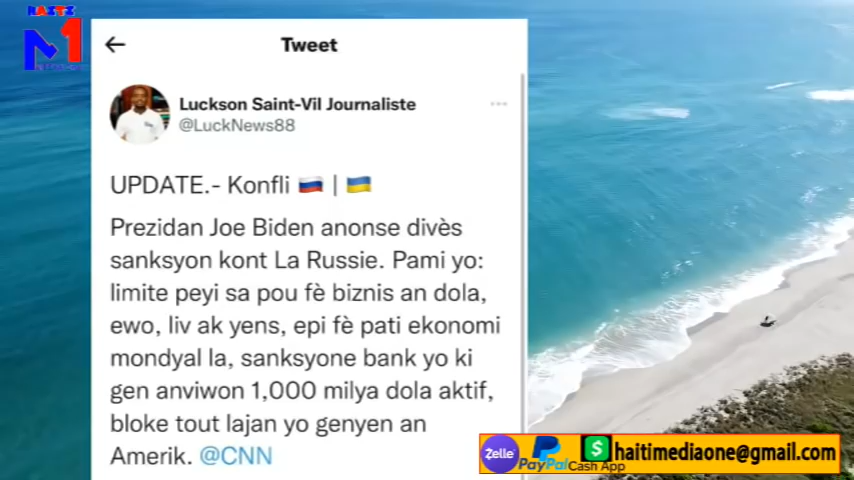 HAITI
M1
Tweet
Luckson Saint-Vil Journaliste
@LuckNews88
UPDATE.- Konfli 🇷🇺 | 🇺🇦
Prezidan Joe Biden anonse divès
sanksyon kont La Russie. Pami yo:
limite peyi sa pou fè biznis an dola,
ewo, liv ak yens, epi fè pati ekonomi
mondyal la, sanksyone bank yo ki
gen anviwon 1,000 milya dola aktif,
bloke tout lajan yo genyen an
Amerik. @CNN
Zelle
PayPal
Cash App
haitimediaone@gmail.com